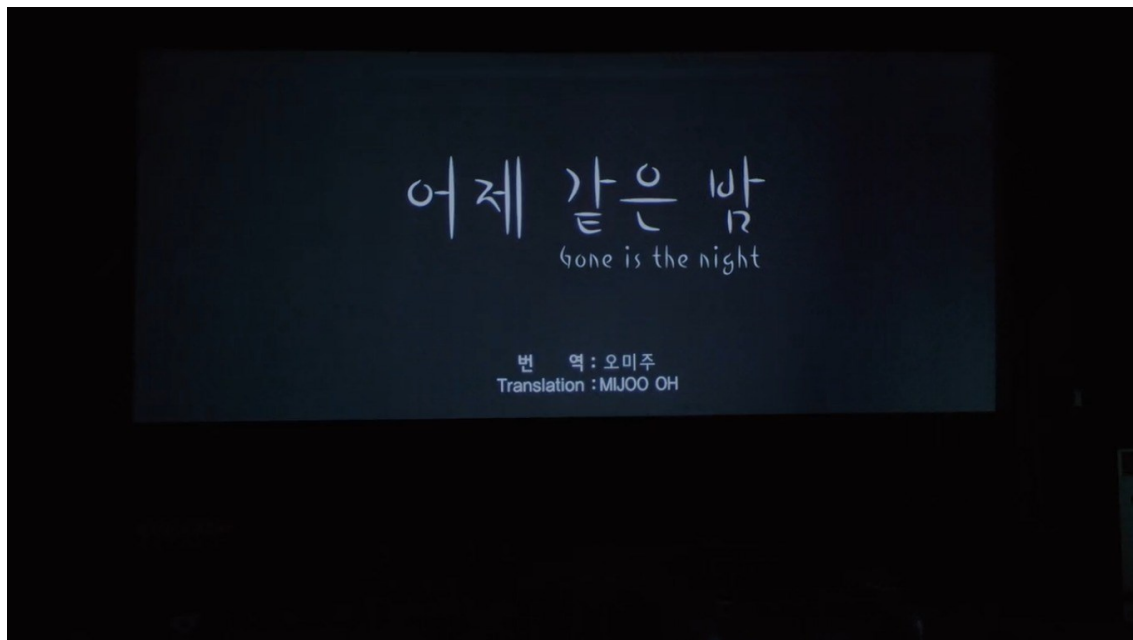 어제 같은 밤
Gone is the night
번 역 : 오미주
Translation : MIJOO OH